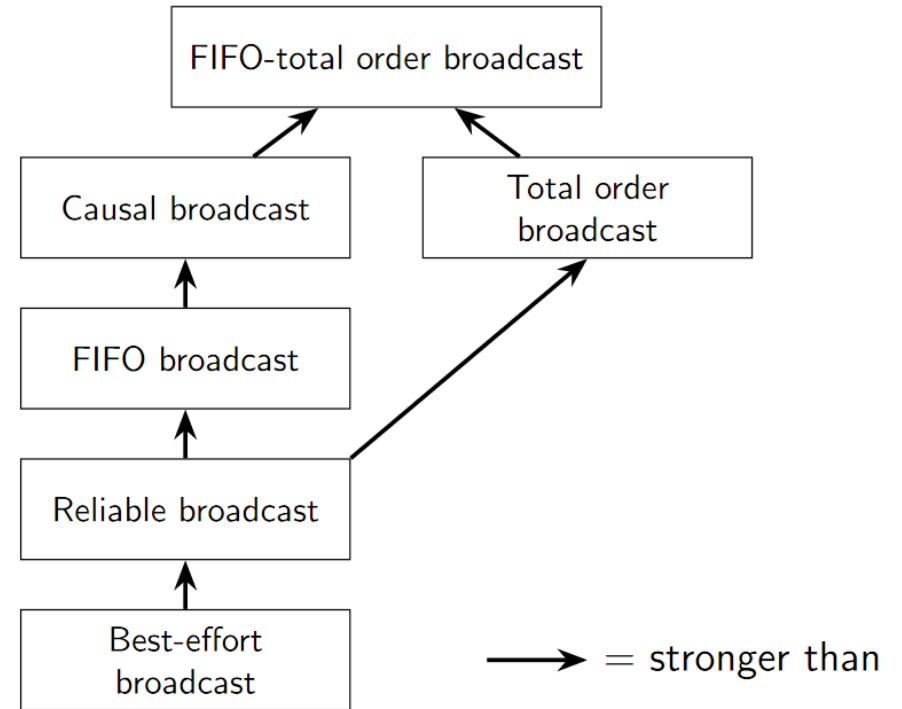 FIFO-total order broadcast
Causal broadcast
Total order
broadcast
FIFO broadcast
Reliable broadcast
Best-effort
broadcast
= stronger than